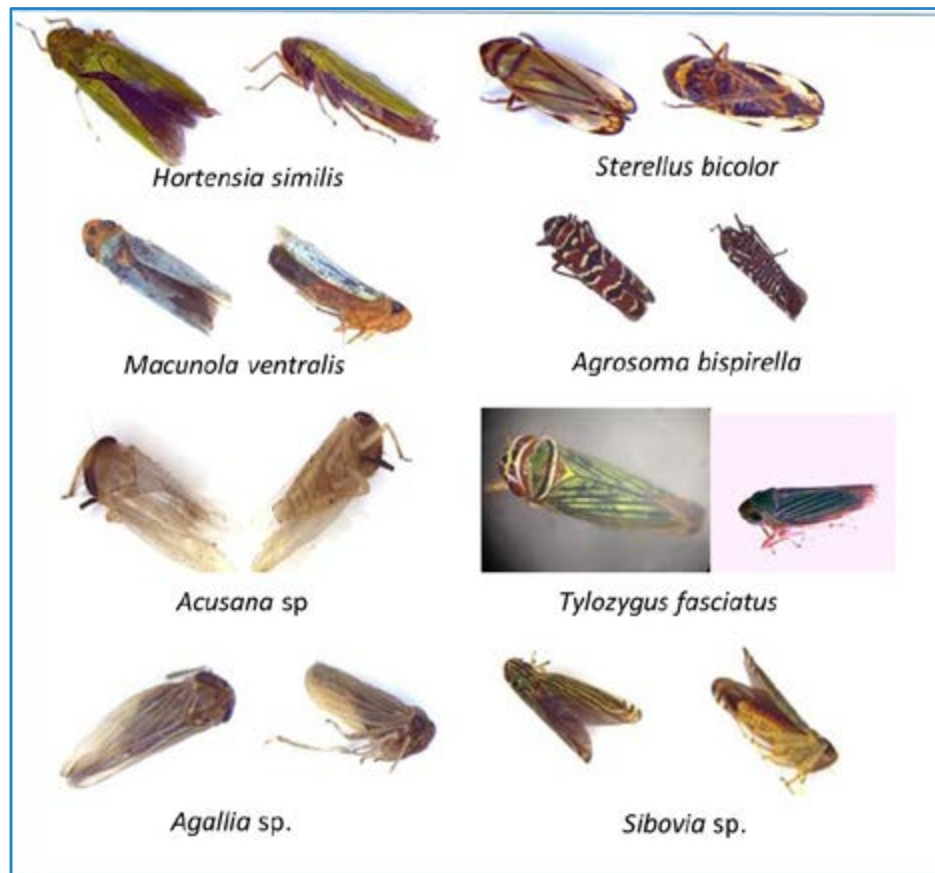 Hortensia similis
Sterellus bicolor
Macunola ventralis
Agrosoma bispirella
Acusana sp
Tylozygus fasciatus
Agallia sp.
Sibovia sp.